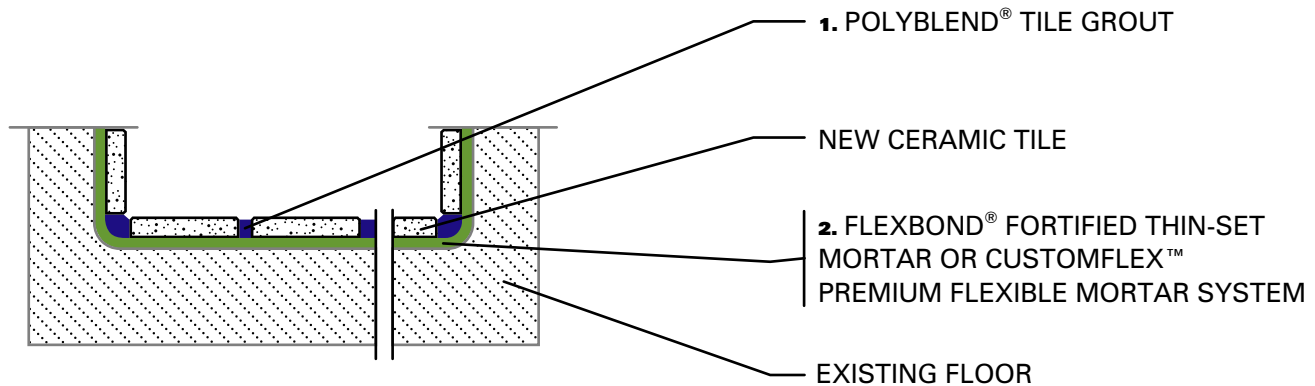 1. POLYBLEND® TILE GROUT
NEW CERAMIC TILE
2. FLEXBOND® FORTIFIED THIN-SET
MORTAR OR CUSTOMFLEX™
PREMIUM FLEXIBLE MORTAR SYSTEM
EXISTING FLOOR